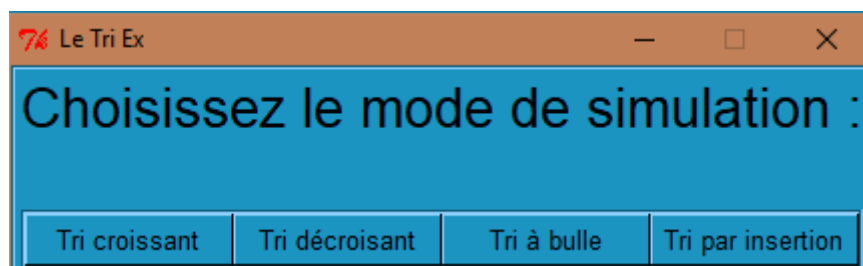 Le Tri Ex
Choisissez le mode de simulation :
Tri croissant Tri décroisant Tri à bulle Tri par insertion